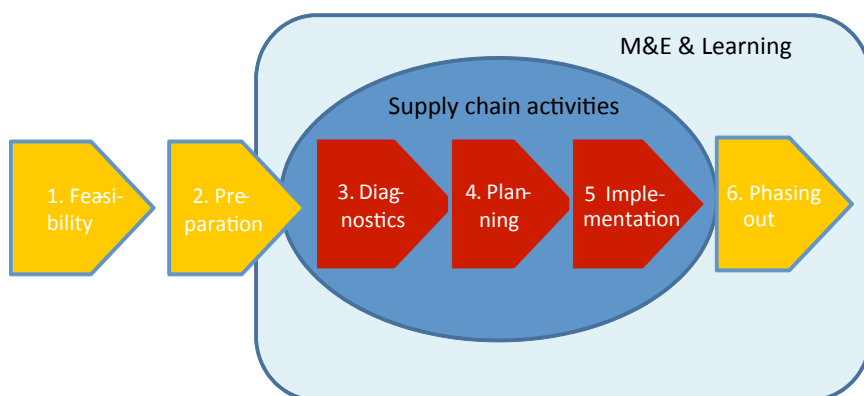 M&E & Learning
Supply chain activities
1. Feasi-
bility
2. Pre-
paration
3. Diag-
nostics
4. Plan-
ning
5 Imple-
mentation
6. Phasing
out